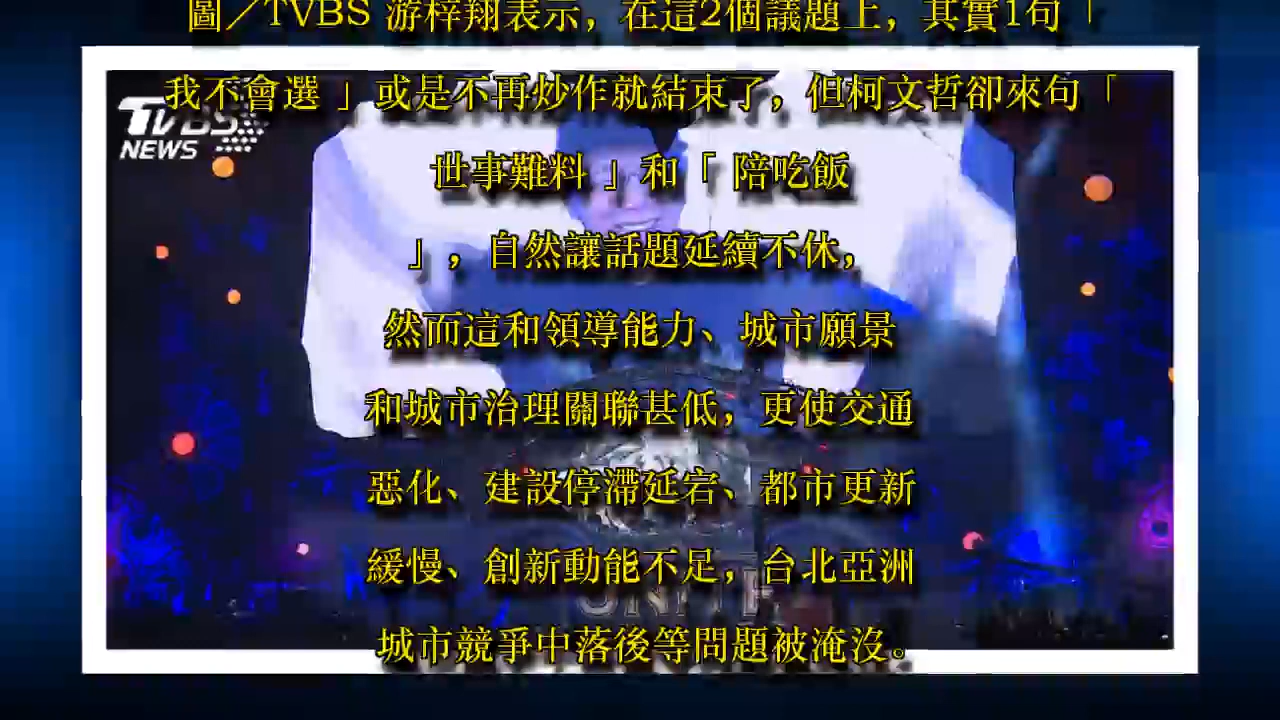 圖／TVBS 游梓翔表示，在這2個議題上，其實1句「
我不會選 」或是不再炒作就結束了，但柯文哲卻來句「
TVBS
NEWS
世事難料 」和「 陪吃飯
」，自然讓話題延續不休，
然而這和領導能力、城市願景
和城市治理關聯甚低，更使交通
惡化、建設停滯延宕、都市更新
緩慢、創新動能不足，台北亞洲
UNITE
城市競爭中落後等問題被淹沒。